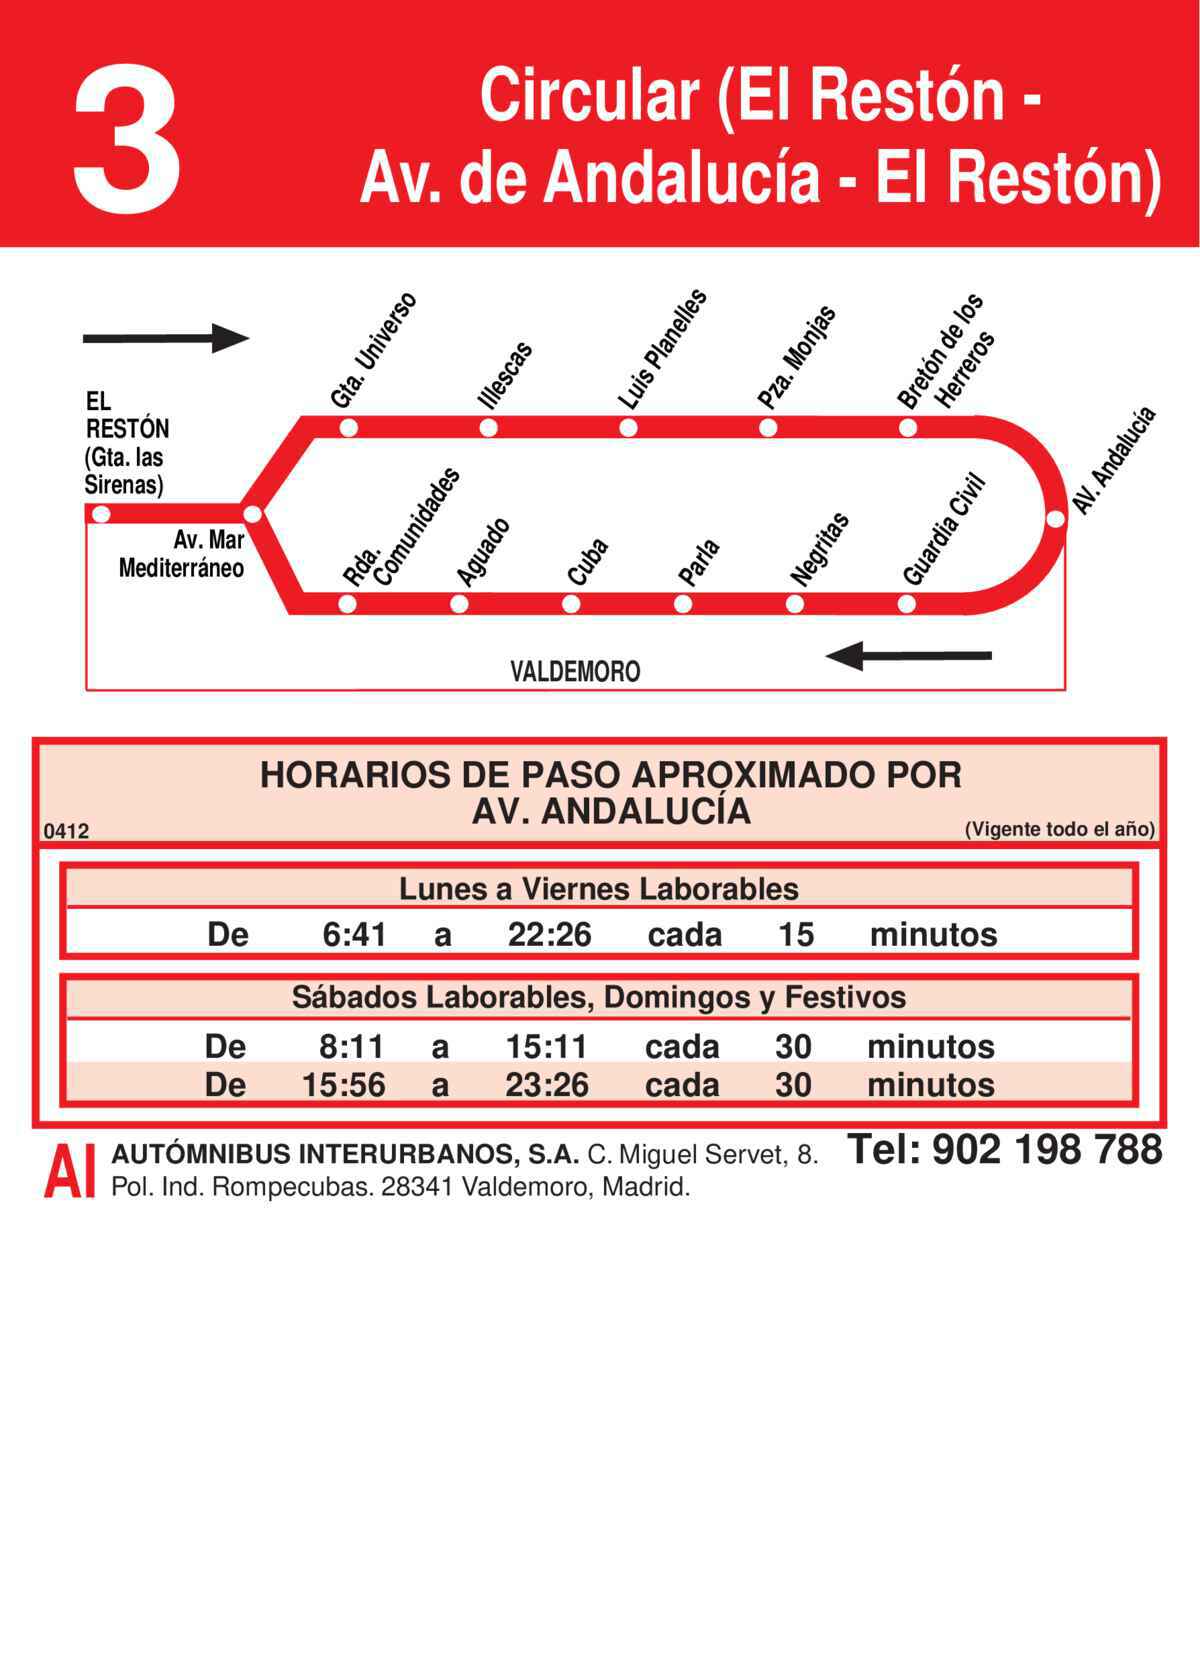 3
Circular (El Restón -
Av. de Andalucía - El Restón)
Gta. Universo
Illescas
Luis Planelles
Pza. Monjas
Bretón de los
Herreros
EL
RESTÓN
(Gta. las
Sirenas)
Av. Mar
Mediterráneo
AV. Andalucía
Rda.
Comunidades
Aguado
Cuba
Parla
Negritas
Guardia Civil
VALDEMORO
HORARIOS DE PASO APROXIMADO POR
AV. ANDALUCÍA
0412
(Vigente todo el año)
Lunes a Viernes Laborables
De 6:41 a 22:26 cada 15 minutos
Sábados Laborables, Domingos y Festivos
De 8:11 a 15:11 cada 30 minutos
De 15:56 a 23:26 cada 30 minutos
AI
AUTÓMNIBUS INTERURBANOS, S.A. C. Miguel Servet, 8. Tel: 902 198 788
Pol. Ind. Rompecubas. 28341 Valdemoro, Madrid.